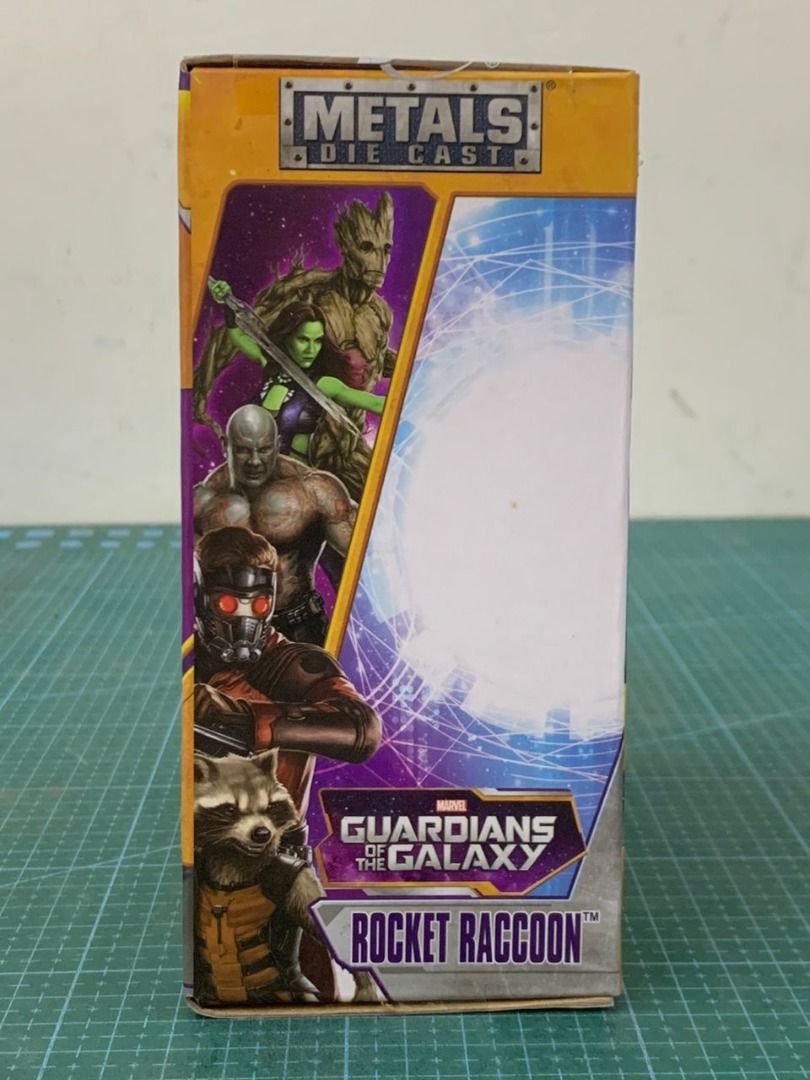 METALS®
DIE CAST
MARVEL
GUARDIANS
OF THE GALAXY
ROCKET RACCOON™